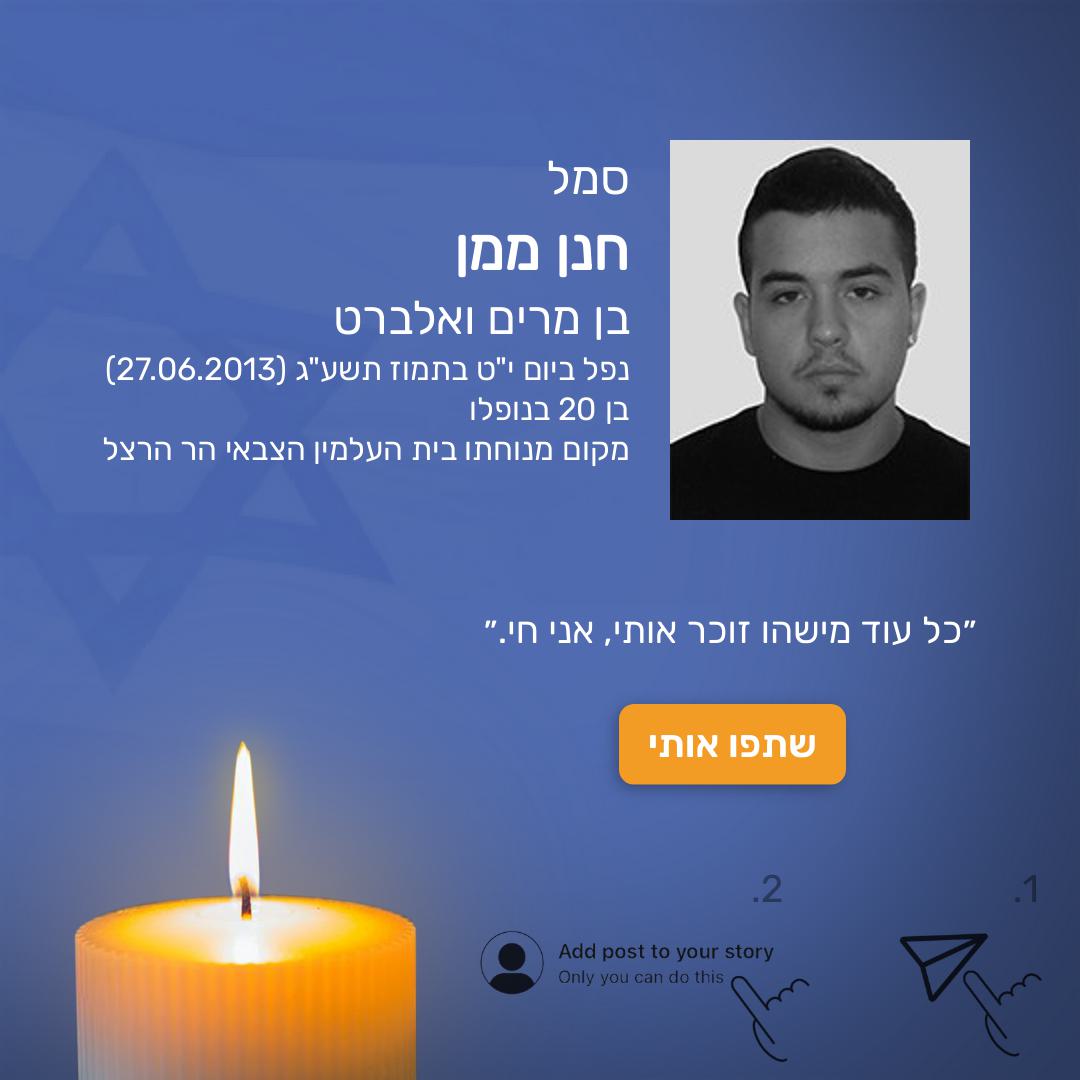 סמל
חנן ממן
בן מרים ואלברט
נפל ביום י"ט בתמוז תשע"ג (27.06.2013)
בן 20 בנופלו
מקום מנוחתו בית העלמין הצבאי הר הרצל
״כל עוד מישהו זוכר אותי, אני חי.״
שתפו אותי
.1
.2
Add post to your story
Only you can do this